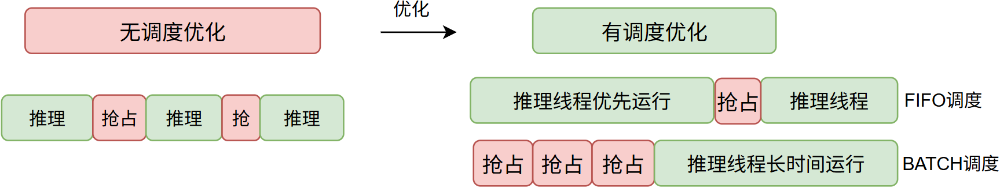 无调度优化
优化
有调度优化
推理 抢占 推理 抢 推理
推理线程优先运行 抢占 推理线程 FIFO调度
抢占 抢占 抢占 推理线程长时间运行 BATCH调度